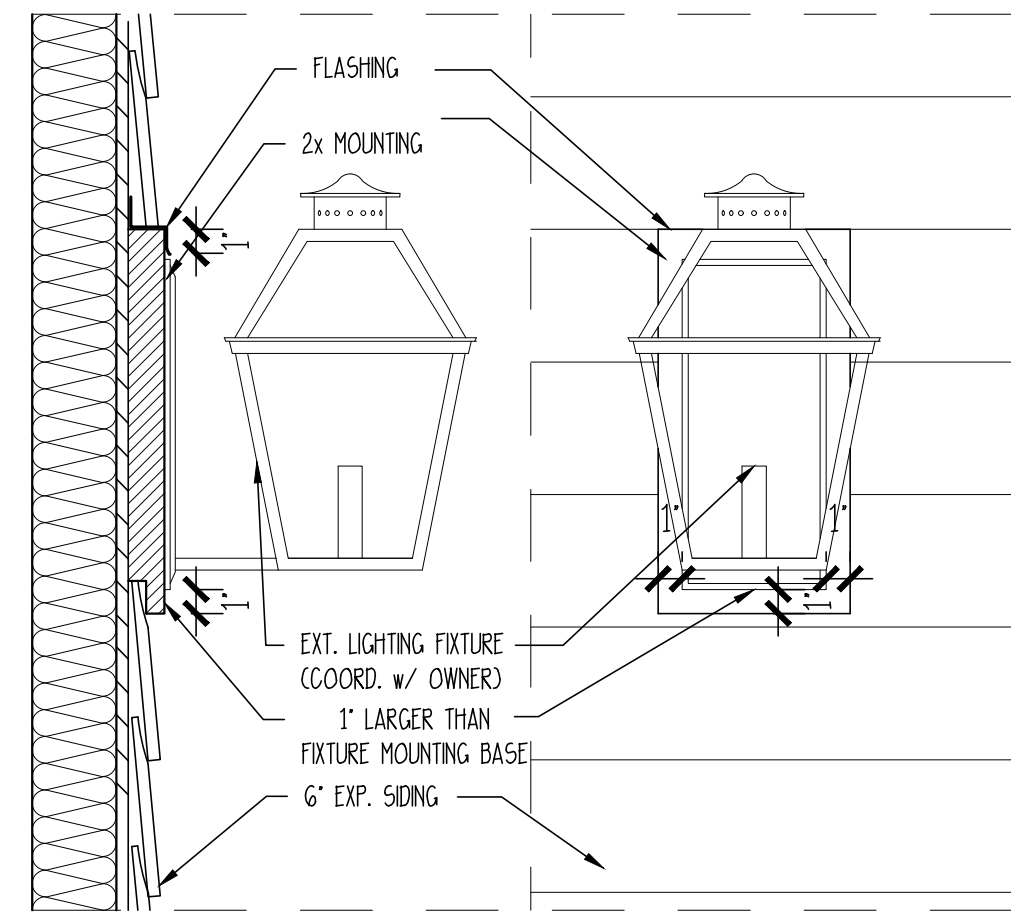 FLASHING
2x MOUNTING
1"
1"
1"
1"
1"
EXT. LIGHTING FIXTURE
(COORD. w/ OWNER)
1" LARGER THAN
FIXTURE MOUNTING BASE
6" EXP. SIDING